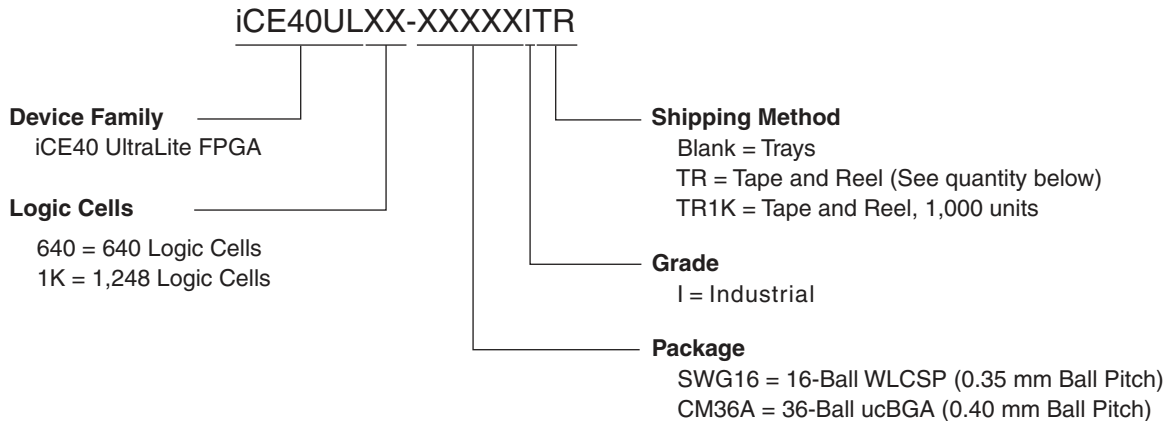 iCE40ULXX-XXXXXITR
Device Family
iCE40 UltraLite FPGA
Logic Cells
640 = 640 Logic Cells
1K = 1,248 Logic Cells
Shipping Method
Blank = Trays
TR = Tape and Reel (See quantity below)
TR1K = Tape and Reel, 1,000 units
Grade
I = Industrial
Package
SWG16 = 16-Ball WLCSP (0.35 mm Ball Pitch)
CM36A = 36-Ball ucBGA (0.40 mm Ball Pitch)